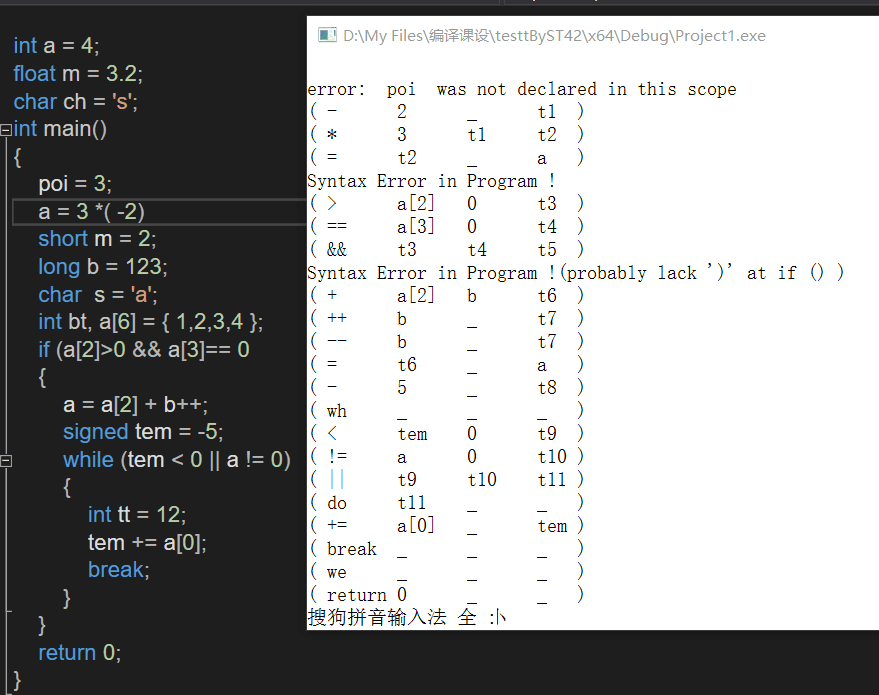 int a = 4;
float m = 3.2;
char ch = 's';
int main()
{
poi = 3;
a = 3 *( -2)
short m = 2;
long b = 123;
char  s = 'a';
int bt, a[6] = { 1,2,3,4 };
if (a[2]>0 && a[3]== 0
{
a = a[2] + b++;
signed tem = -5;
while (tem < 0 || a != 0)
{
int tt = 12;
tem += a[0];
break;
}
}
return 0;
}
D:\My Files\编译课设\testtByST42\x64\Debug\Project1.exe
error:  poi  was not declared in this scope
( - 2 _ t1 )
( * 3 t1 t2 )
( = t2 _ a )
Syntax Error in Program !
( > a[2] 0 t3 )
( == a[3] 0 t4 )
( && t3 t4 t5 )
Syntax Error in Program !(probably lack ')' at if () )
( + a[2] b t6 )
( ++ b _ t7 )
( -- b _ t7 )
( = t6 _ a )
( - 5 _ t8 )
( wh _ _ _ )
( < tem 0 t9 )
( != a 0 t10 )
( || t9 t10 t11 )
( do t11 _ _ )
( += a[0] _ tem )
( break _ _ _ )
( we _ _ _ )
( return 0 _ _ )
搜狗拼音输入法 全 :